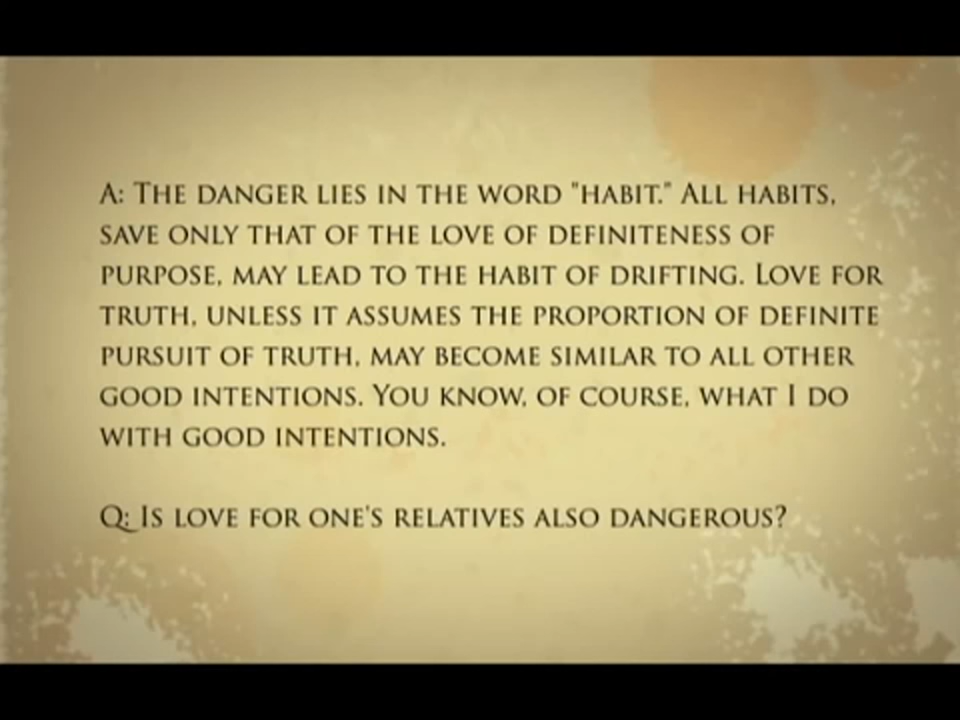 A: The danger lies in the word "habit." All habits,
save only that of the love of definiteness of
purpose, may lead to the habit of drifting. Love for
truth, unless it assumes the proportion of definite
pursuit of truth, may become similar to all other
good intentions. You know, of course, what I do
with good intentions.
Q: Is love for one's relatives also dangerous?